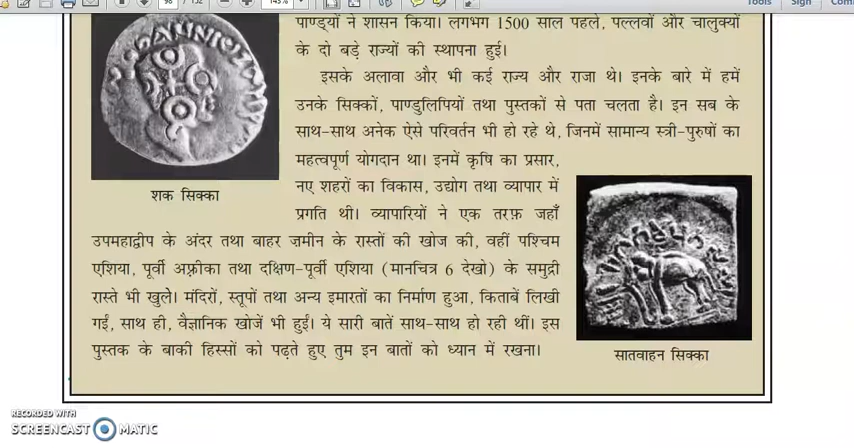 98
132
145%
Tools
Sign
पाण्ड्यों ने शासन किया। लगभग 1500 साल पहले, पल्लवों और चालुक्यों
के दो बड़े राज्यों की स्थापना हुई।
इसके अलावा और भी कई राज्य और राजा थे। इनके बारे में हमें
उनके सिक्कों, पाण्डुलिपियों तथा पुस्तकों से पता चलता है। इन सब के
साथ-साथ अनेक ऐसे परिवर्तन भी हो रहे थे, जिनमें सामान्य स्त्री-पुरुषों का
महत्वपूर्ण योगदान था। इनमें कृषि का प्रसार,
नए शहरों का विकास, उद्योग तथा व्यापार में
प्रगति थी। व्यापारियों ने एक तरफ़ जहाँ
शक सिक्का
उपमहाद्वीप के अंदर तथा बाहर ज़मीन के रास्तों की खोज की, वहीं पश्चिम
एशिया, पूर्वी अफ़्रीका तथा दक्षिण-पूर्वी एशिया (मानचित्र 6 देखो) के समुद्री
रास्ते भी खुले। मंदिरों, स्तूपों तथा अन्य इमारतों का निर्माण हुआ, किताबें लिखी
गईं, साथ ही, वैज्ञानिक खोजें भी हुईं। ये सारी बातें साथ-साथ हो रही थीं। इस
पुस्तक के बाकी हिस्सों को पढ़ते हुए तुम इन बातों को ध्यान में रखना।
सातवाहन सिक्का
RECORDED WITH
SCREENCAST MATIC